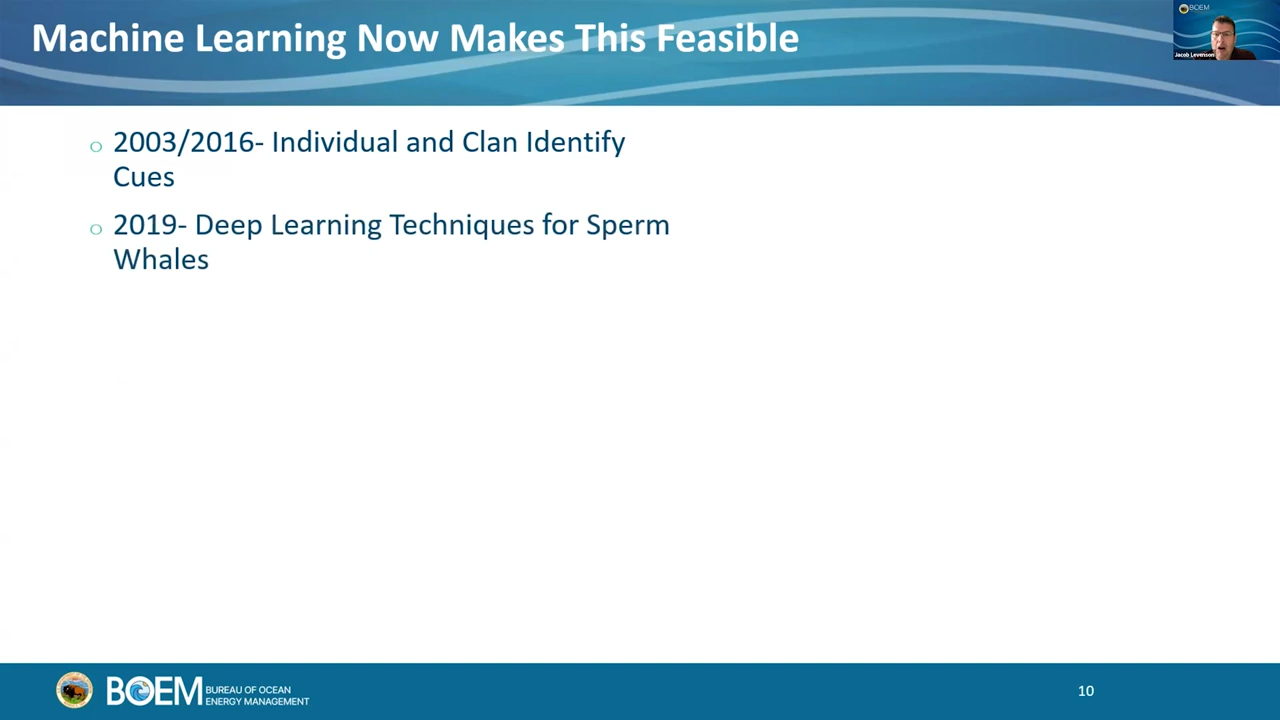 Machine Learning Now Makes This Feasible
BOEM
Jacob Levenson
o 2003/2016- Individual and Clan Identify
Cues
o 2019- Deep Learning Techniques for Sperm
Whales
BOEM BUREAU OF OCEAN
ENERGY MANAGEMENT
10